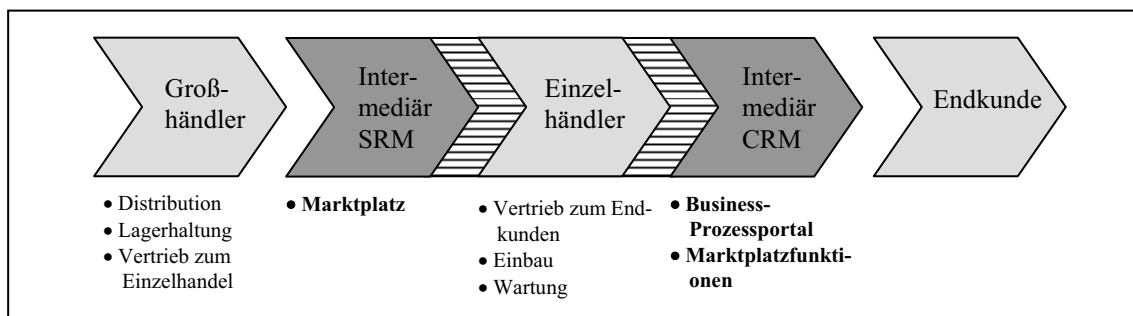 Groß-
händler
Inter-
mediär
SRM
Einzel-
händler
Inter-
mediär
CRM
Endkunde
• Distribution
• Lagerhaltung
• Vertrieb zum
Einzelhandel
• Marktplatz
• Vertrieb zum End-
kunden
• Einbau
• Wartung
• Business-
Prozessportal
• Marktplatzfunkti-
onen